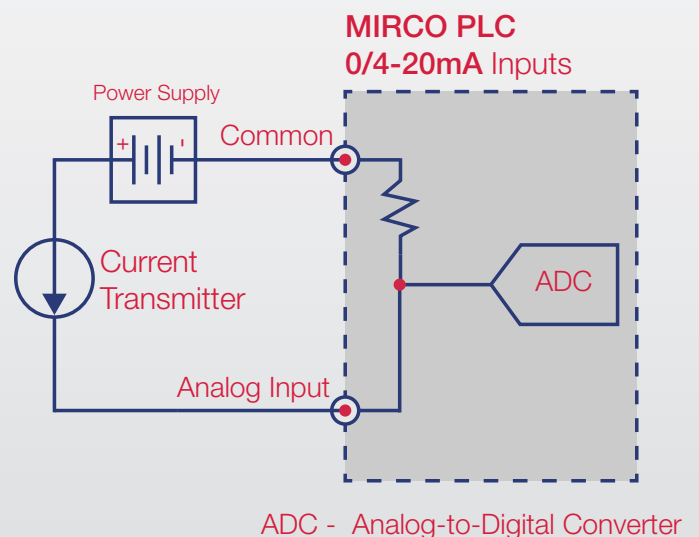 MIRCO PLC
0/4-20mA Inputs
Power Supply
+ -
Common
Current
Transmitter
ADC
Analog Input
ADC - Analog-to-Digital Converter